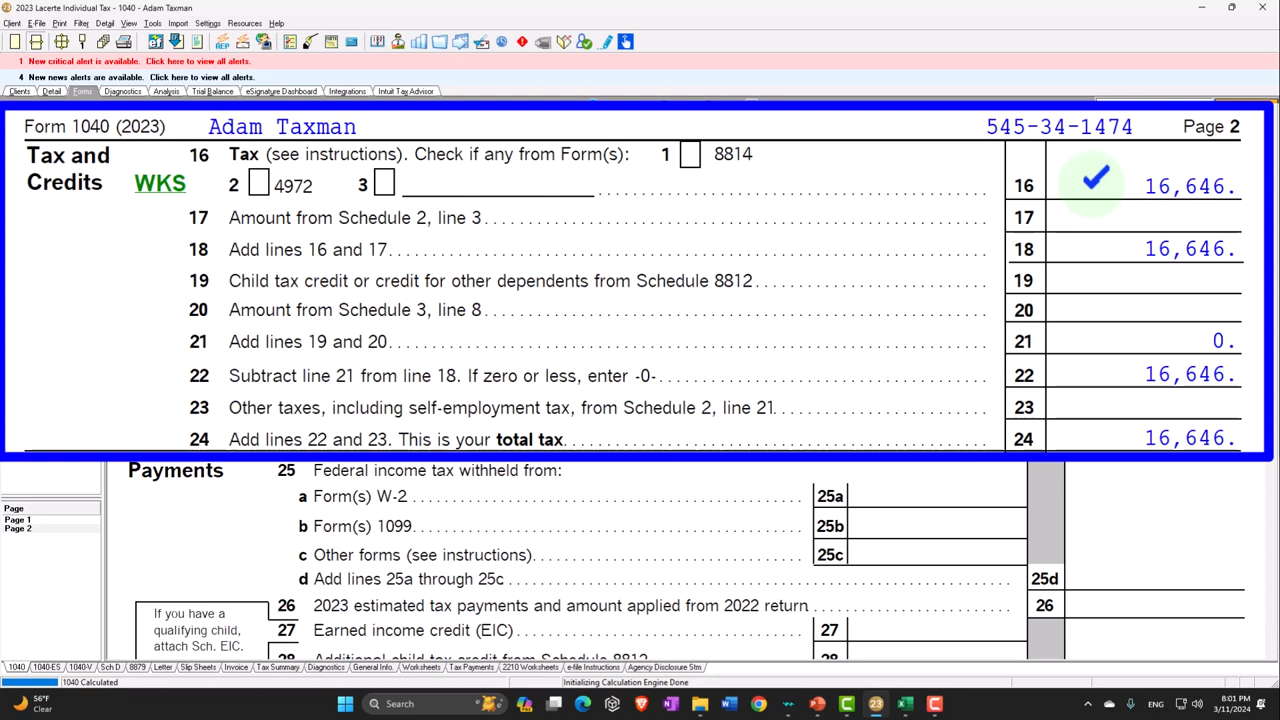 2023 Lacerte Individual Tax - 1040 - Adam Taxman
Client E-File Print Filter Detail View Tools Import Settings Resources Help
1 New critical alert is available. Click here to view all alerts.
4 New news alerts are available. Click here to view all alerts.
Clients Detail Forms Diagnostics Analysis Trial Balance eSignature Dashboard Integrations Intuit Tax Advisor
Form 1040 (2023) Adam Taxman 545-34-1474 Page 2
Tax and Credits
WKS
16 Tax (see instructions). Check if any from Form(s): 1 8814
2 4972 3 16 16,646.
17 Amount from Schedule 2, line 3 17
18 Add lines 16 and 17 18 16,646.
19 Child tax credit or credit for other dependents from Schedule 8812 19
20 Amount from Schedule 3, line 8 20
21 Add lines 19 and 20 21 0.
22 Subtract line 21 from line 18. If zero or less, enter -0- 22 16,646.
23 Other taxes, including self-employment tax, from Schedule 2, line 21 23
24 Add lines 22 and 23. This is your total tax 24 16,646.
Payments 25 Federal income tax withheld from:
a Form(s) W-2 25a
b Form(s) 1099 25b
c Other forms (see instructions) 25c
d Add lines 25a through 25c 25d
26 2023 estimated tax payments and amount applied from 2022 return 26
If you have a
qualifying child,
attach Sch. EIC.
27 Earned income credit (EIC) 27
28 Additional child tax credit from Schedule 8812 28
Page
Page 1
Page 2
1040 1040-ES 1040-V Sch D 8879 Letter Slip Sheets Invoice Tax Summary Diagnostics General Info. Worksheets Tax Payments 2210 Worksheets e-file Instructions Agency Disclosure Stm
1040 Calculated Initializing Calculation Engine Done
56°F
Clear
Search
ENG
8:01 PM
3/11/2024